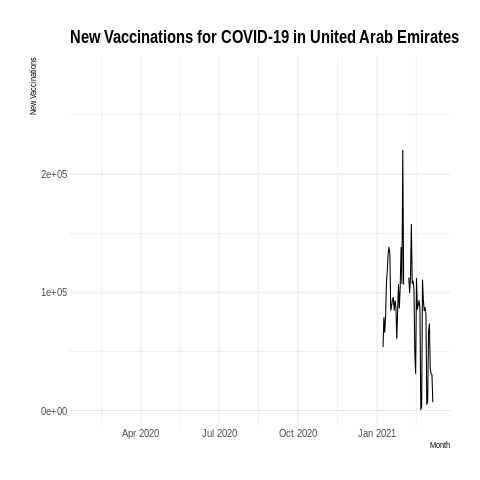 New Vaccinations for COVID-19 in United Arab Emirates
New Vaccinations
2e+05
1e+05
0e+00
Apr 2020 Jul 2020 Oct 2020 Jan 2021
Month